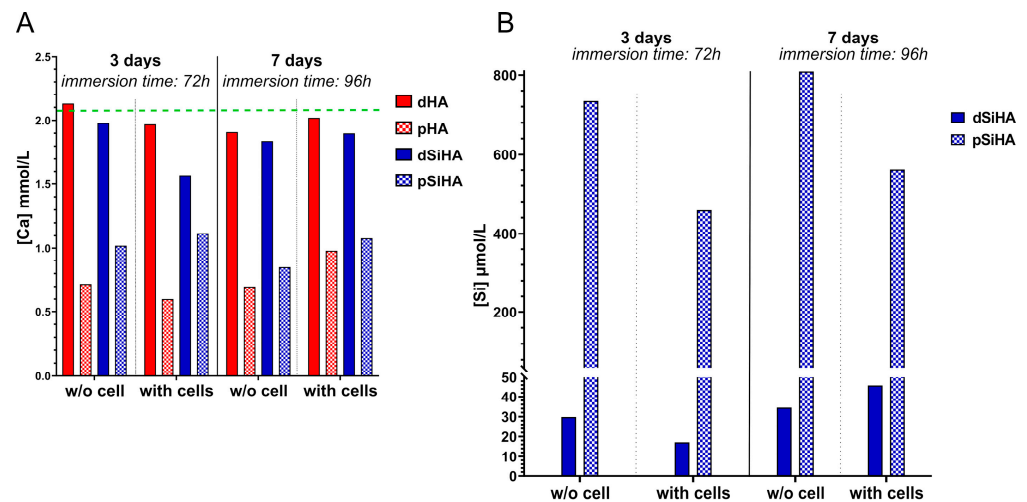 A
3 days
immersion time: 72h
7 days
immersion time: 96h
[Ca] mmol/L
2.5
2.0
1.5
1.0
0.5
0.0
w/o cell
with cells
w/o cell
with cells
dHA
pHA
dSiHA
pSIHA
B
3 days
immersion time: 72h
7 days
immersion time: 96h
[Si] µmol/L
800
600
400
200
50
40
30
20
10
0
w/o cell
with cells
w/o cell
with cells
dSiHA
pSiHA